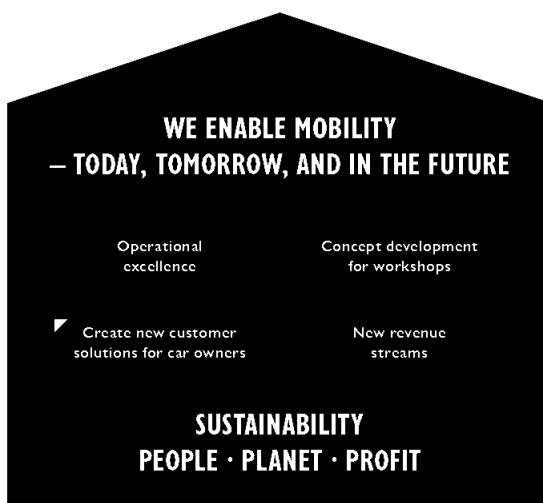 WE ENABLE MOBILITY
– TODAY, TOMORROW, AND IN THE FUTURE
Operational
excellence
Concept development
for workshops
Create new customer
solutions for car owners
New revenue
streams
SUSTAINABILITY
PEOPLE · PLANET · PROFIT